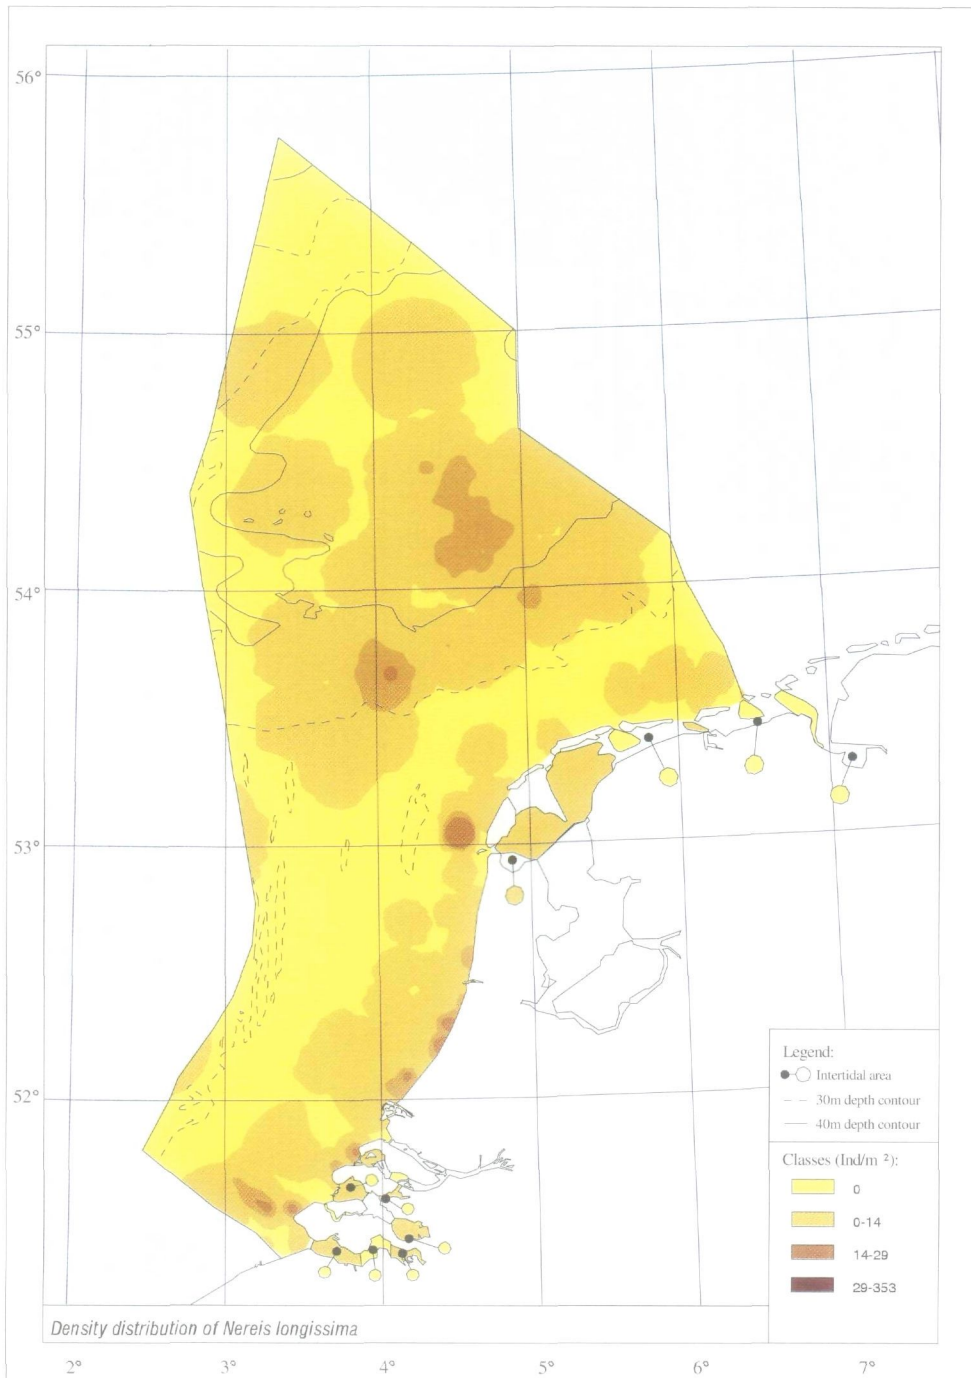 56°
55°
54°
53°
52°
Legend:
Intertidal area
30m depth contour
40m depth contour
Classes (Ind/m ²):
0
0-14
14-29
29-353
Density distribution of Nereis longissima
2°
3°
4°
5°
6°
7°